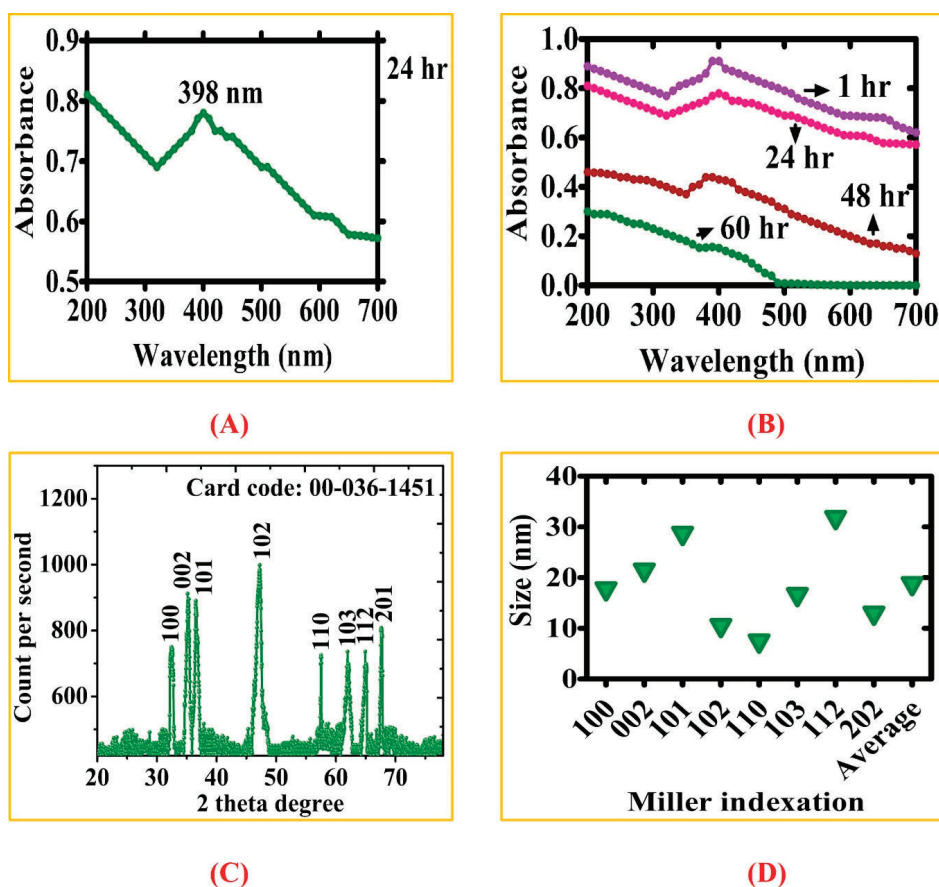 0.9
0.8
0.7
0.6
0.5
Absorbance
398 nm
24 hr
200 300 400 500 600 700
Wavelength (nm)
(A)
1.0
0.8
0.6
0.4
0.2
0.0
Absorbance
1 hr
24 hr
48 hr
60 hr
200 300 400 500 600 700
Wavelength (nm)
(B)
Card code: 00-036-1451
1200
1000
800
600
Count per second
100
002
101
102
110
103
112
201
20 30 40 50 60 70
2 theta degree
(C)
40
30
20
10
0
Size (nm)
100 002 101 102 110 103 112 202 Average
Miller indexation
(D)